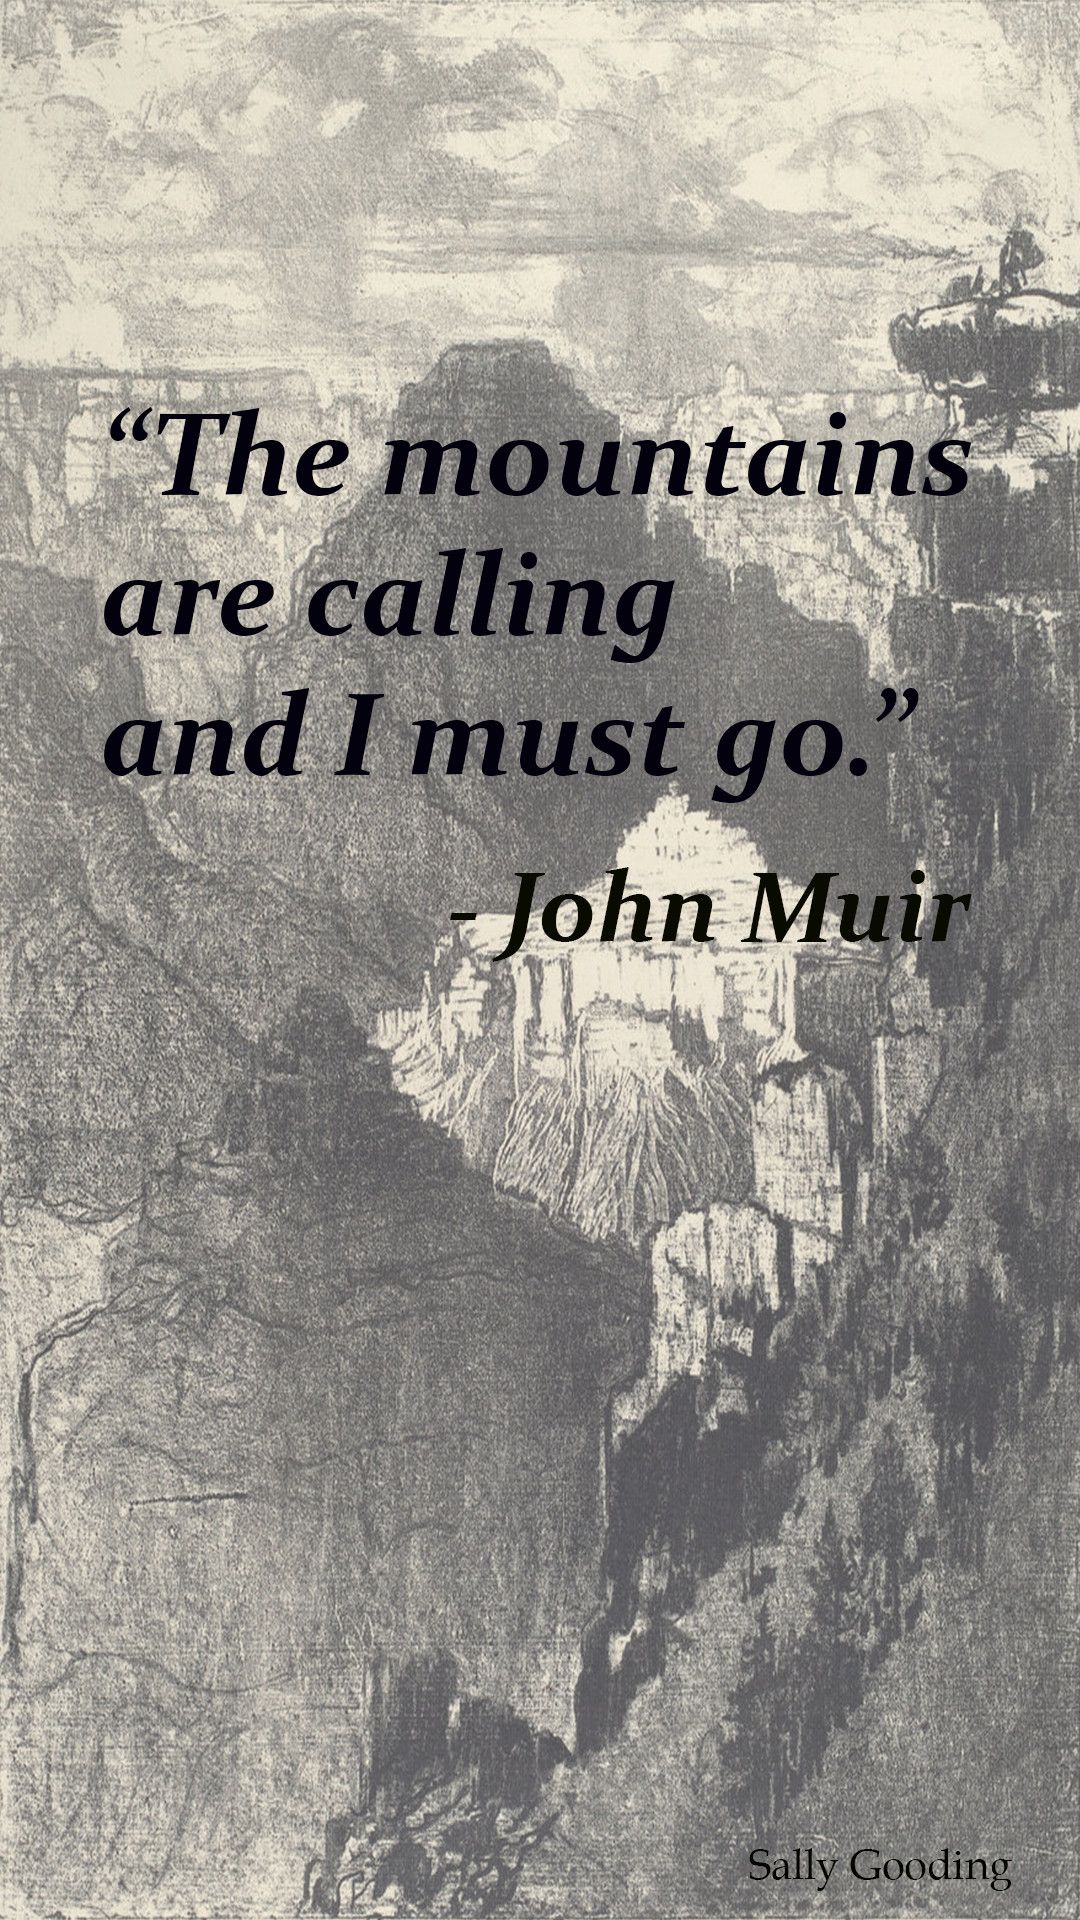 “The mountains
are calling
and I must go.”
- John Muir
Sally Gooding